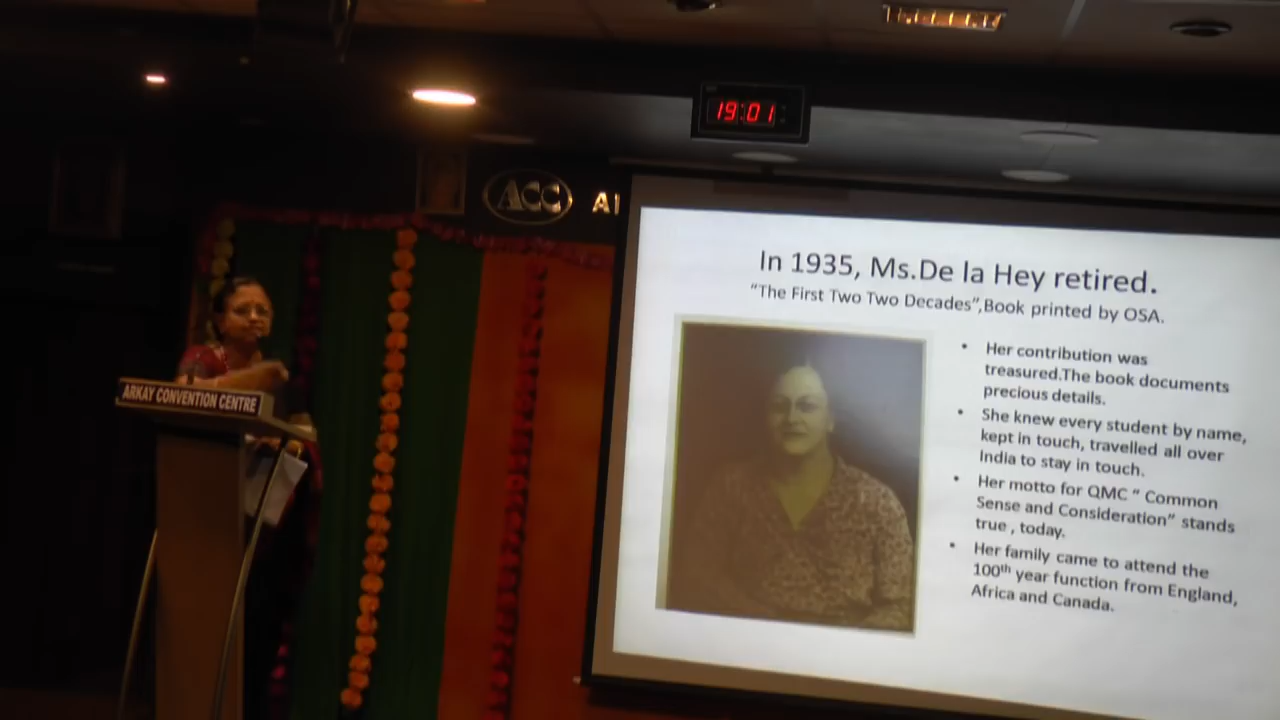 19:01
ACC
ARKAY CONVENTION CENTRE
In 1935, Ms.De la Hey retired.
"The First Two Two Decades",Book printed by OSA.
• Her contribution was
treasured.The book documents
precious details.
• She knew every student by name,
kept in touch, travelled all over
India to stay in touch.
• Her motto for QMC " Common
Sense and Consideration" stands
true , today.
• Her family came to attend the
100th year function from England,
Africa and Canada.